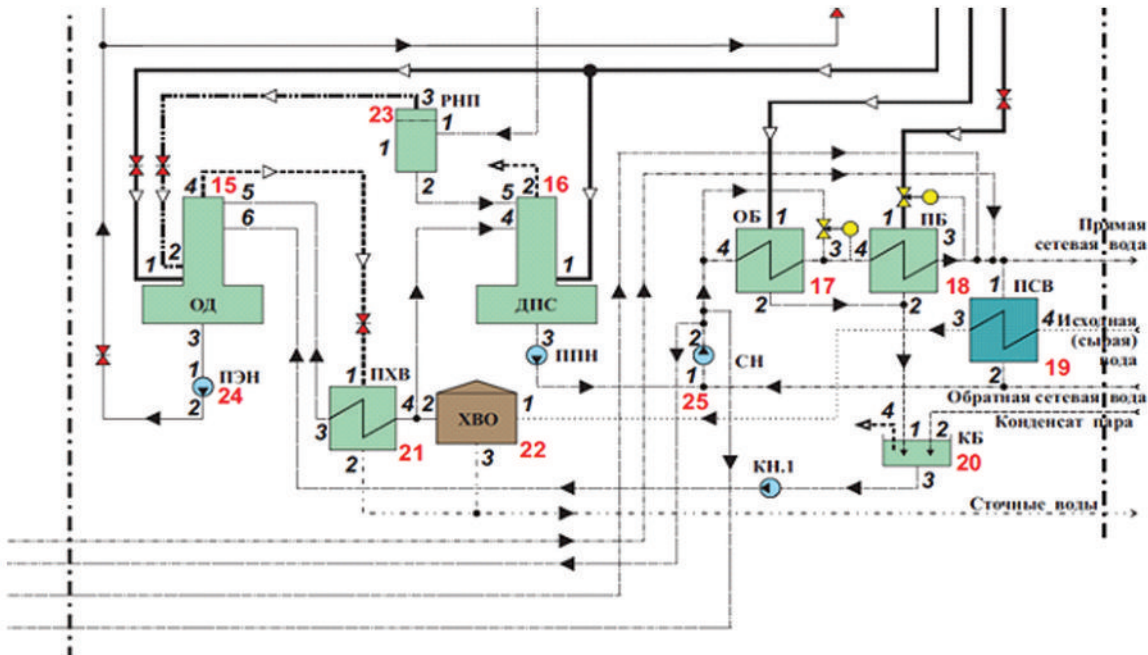 3 РНП
23 1
1
2
4 15 5
6
2
1
ОД
3
1
ПЭН
24
2
2 16
5
4
1
ДПС
3
ППН
ОБ
1
4 3
2 17
ПБ
1 3
4
2 18
Прямая
сетевая вода
ПСВ
1
3 4
2 19
Исходная
(сырая)
вода
2 СН
1
25
Обратная сетевая вода
Конденсат пара
ПХВ
1
4
3
2 21
ХВО
2 1
3 22
КН.1
4 1 2 КБ
20
3
Сточные воды